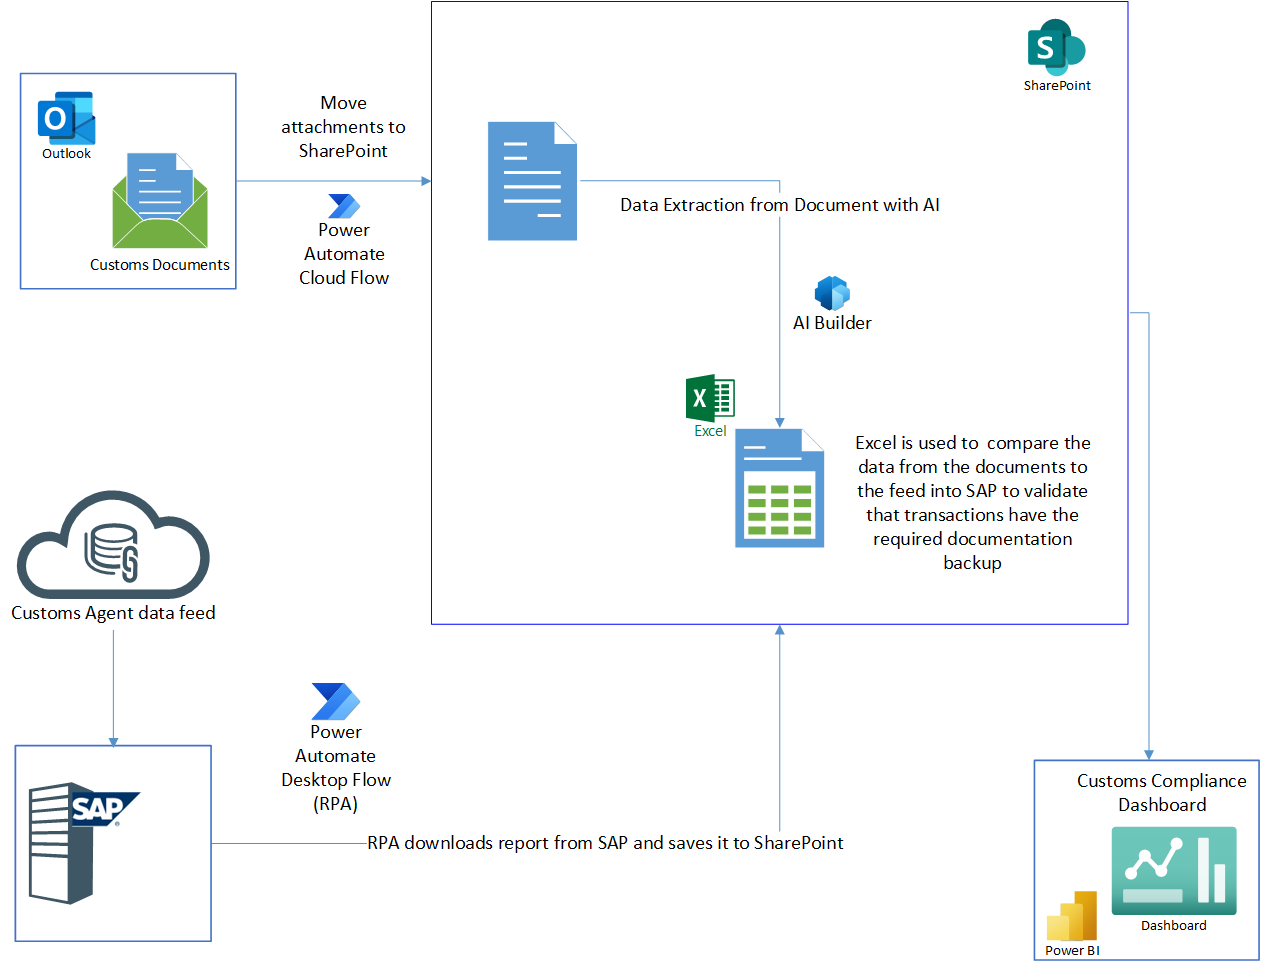 SharePoint
Outlook
Customs Documents
Move
attachments to
SharePoint
Power
Automate
Cloud Flow
Data Extraction from Document with AI
AI Builder
Excel
Excel is used to  compare the
data from the documents to
the feed into SAP to validate
that transactions have the
required documentation
backup
Customs Agent data feed
SAP
Power
Automate
Desktop Flow
(RPA)
RPA downloads report from SAP and saves it to SharePoint
Customs Compliance
Dashboard
Dashboard
Power BI